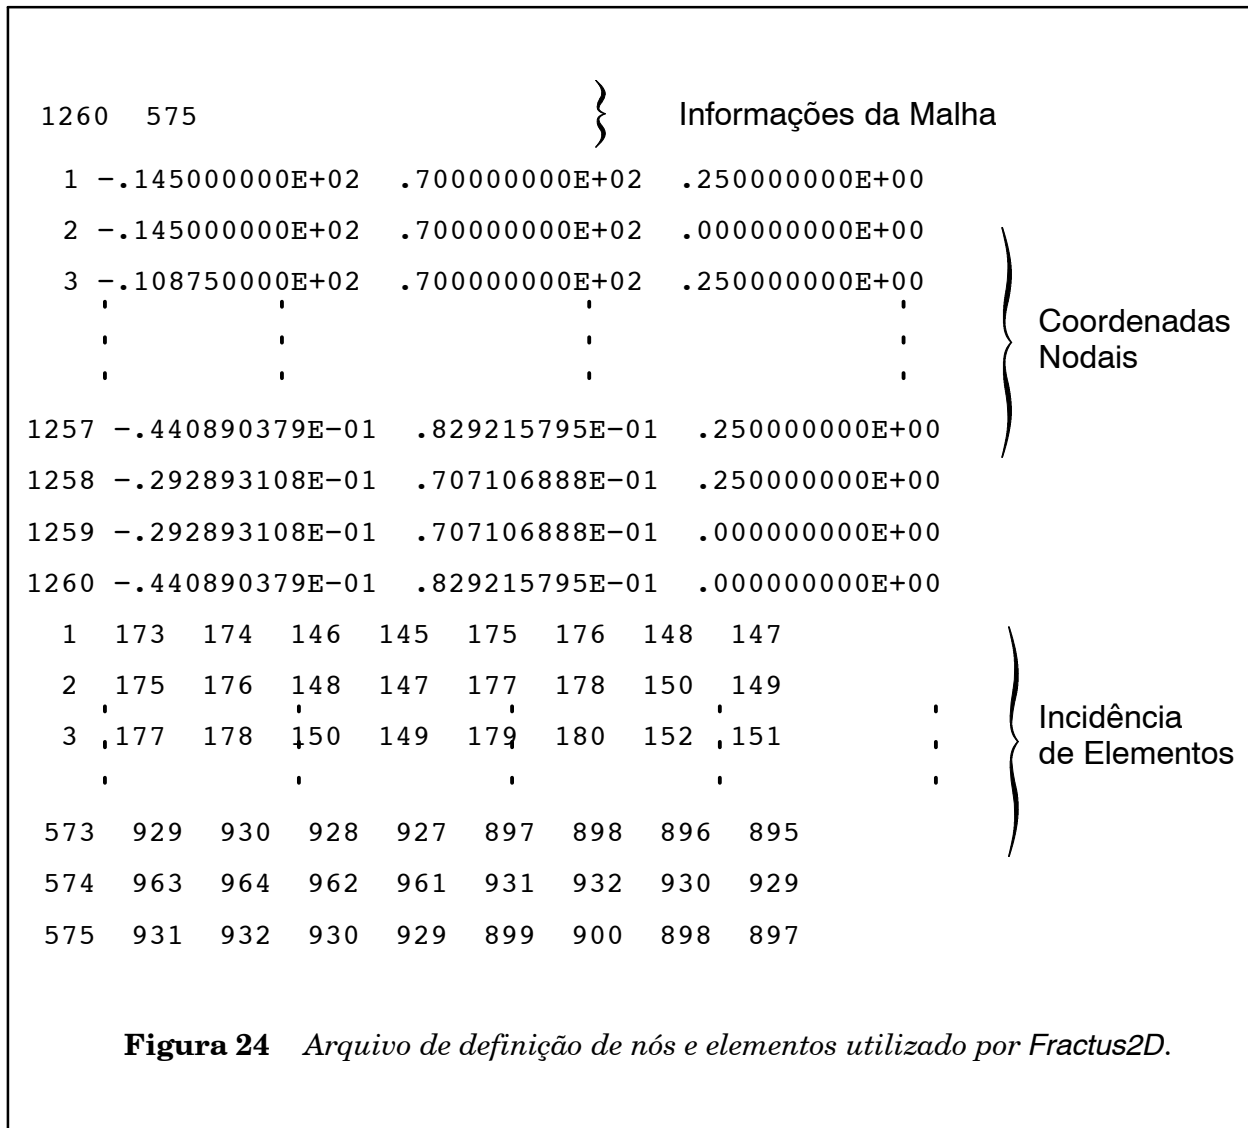 1260 575 Informações da Malha
1 -.145000000E+02 .700000000E+02 .250000000E+00
2 -.145000000E+02 .700000000E+02 .000000000E+00
3 -.108750000E+02 .700000000E+02 .250000000E+00
Coordenadas
Nodais
1257 -.440890379E-01 .829215795E-01 .250000000E+00
1258 -.292893108E-01 .707106888E-01 .250000000E+00
1259 -.292893108E-01 .707106888E-01 .000000000E+00
1260 -.440890379E-01 .829215795E-01 .000000000E+00
1 173 174 146 145 175 176 148 147
2 175 176 148 147 177 178 150 149
3 177 178 150 149 179 180 152 151
Incidência
de Elementos
573 929 930 928 927 897 898 896 895
574 963 964 962 961 931 932 930 929
575 931 932 930 929 899 900 898 897
Figura 24 Arquivo de definição de nós e elementos utilizado por Fractus2D.